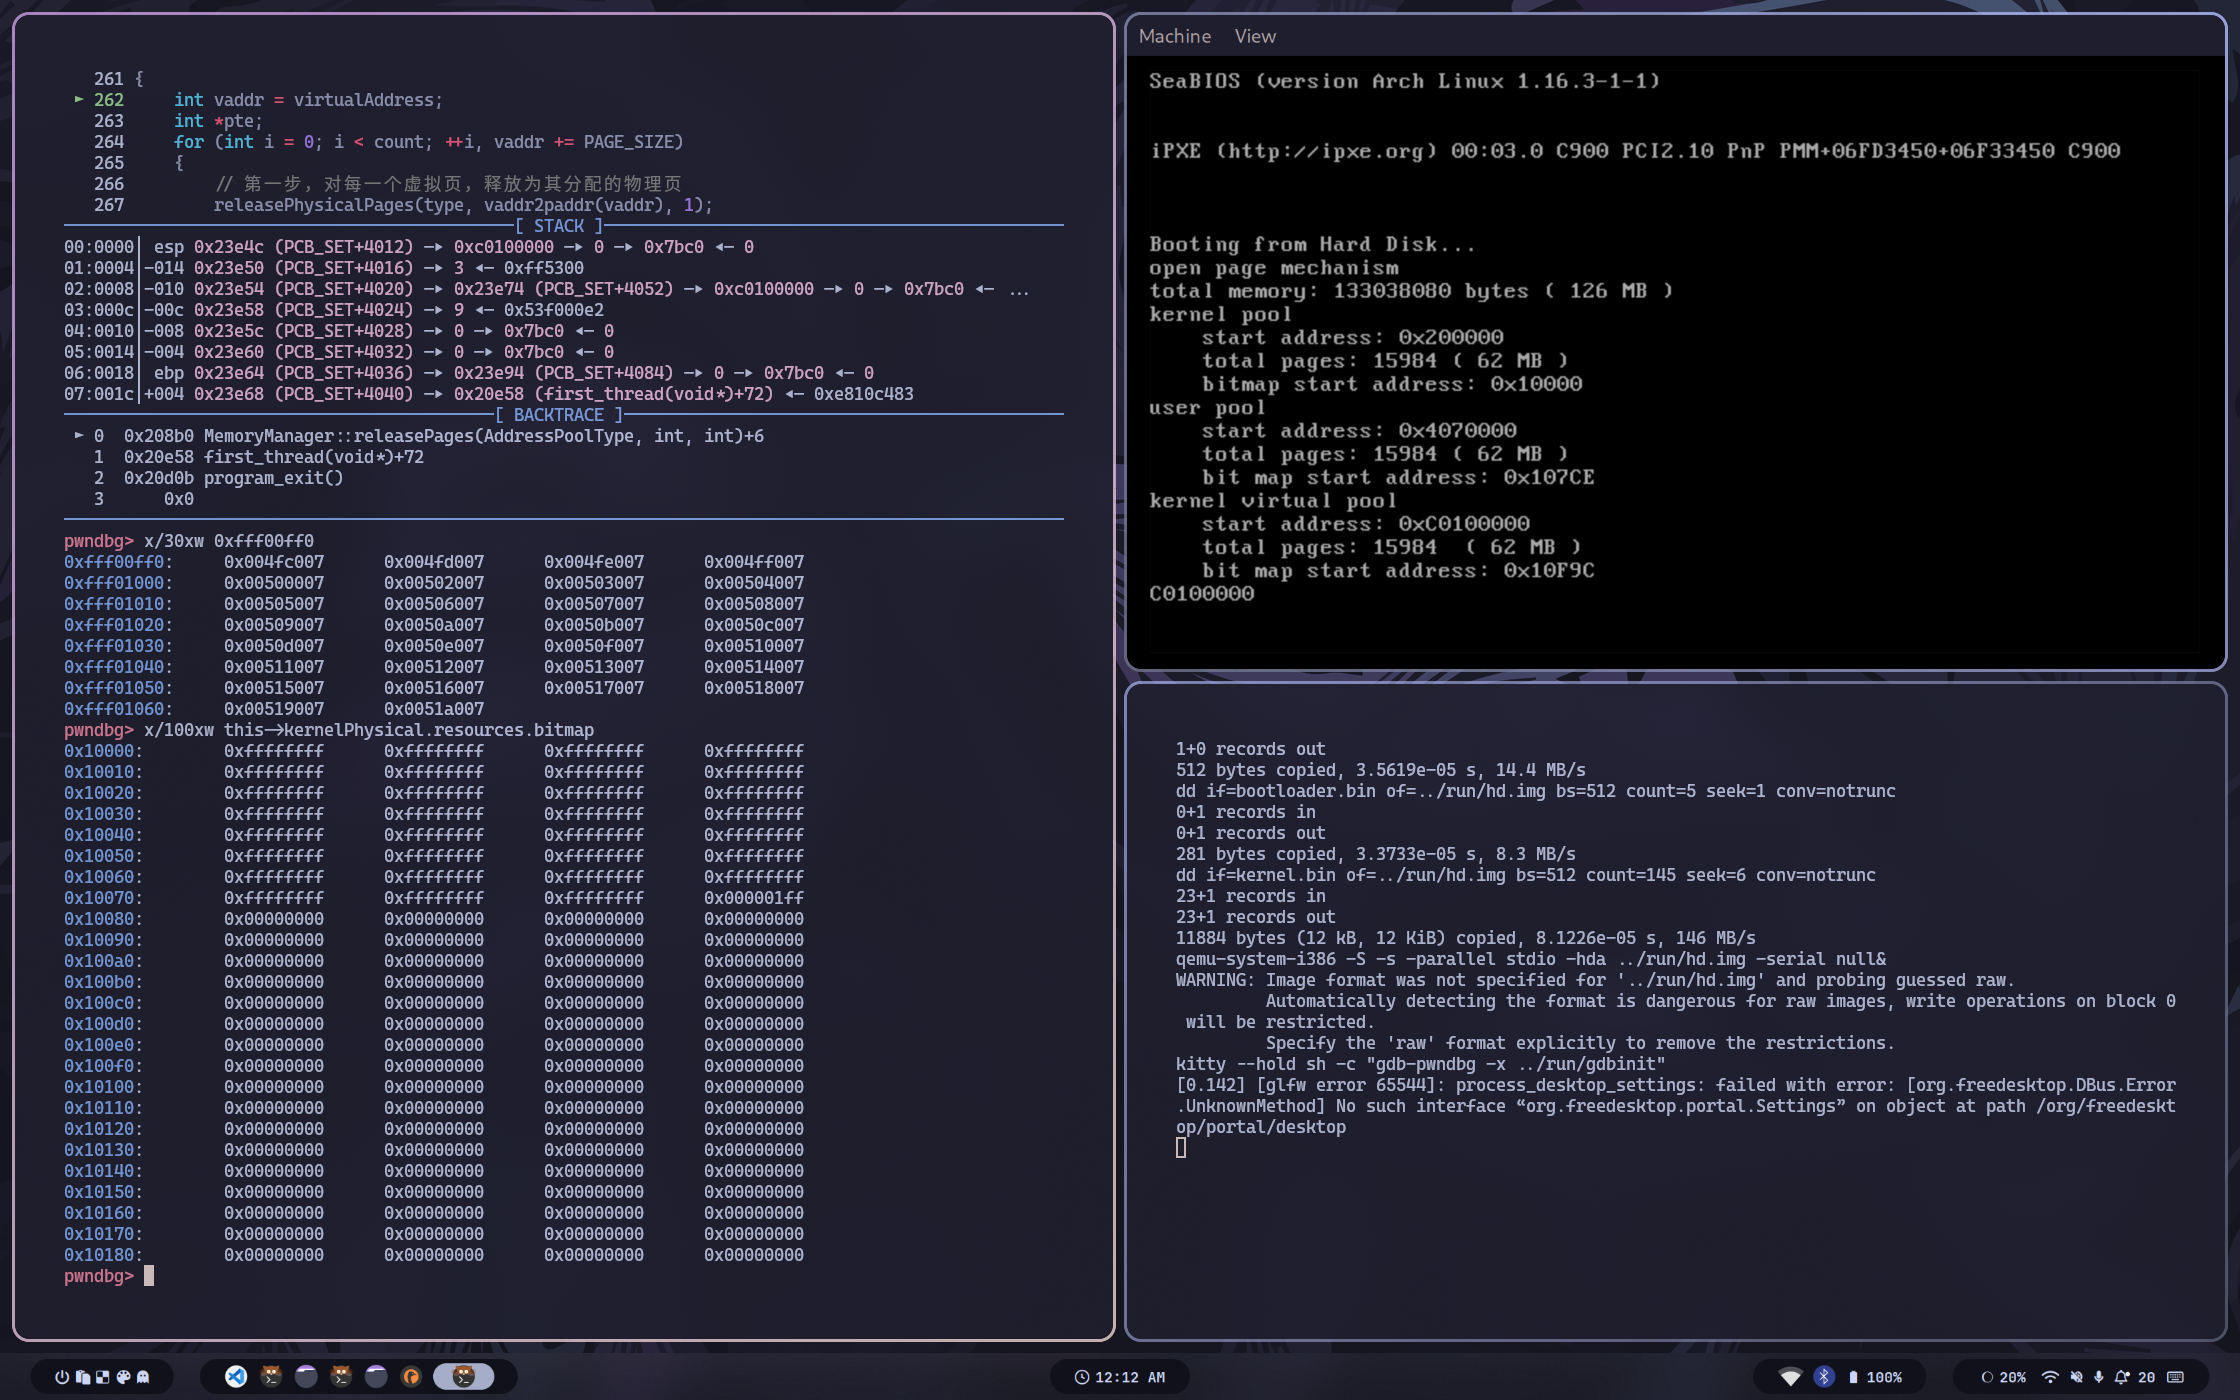 261 {
► 262     int vaddr = virtualAddress;
263     int *pte;
264     for (int i = 0; i < count; ++i, vaddr += PAGE_SIZE)
265     {
266         // 第一步，对每一个虚拟页，释放为其分配的物理页
267         releasePhysicalPages(type, vaddr2paddr(vaddr), 1);
[ STACK ]
00:0000│ esp 0x23e4c (PCB_SET+4012) —▸ 0xc0100000 —▸ 0 —▸ 0x7bc0 ◂— 0
01:0004│-014 0x23e50 (PCB_SET+4016) —▸ 3 ◂— 0xff5300
02:0008│-010 0x23e54 (PCB_SET+4020) —▸ 0x23e74 (PCB_SET+4052) —▸ 0xc0100000 —▸ 0 —▸ 0x7bc0 ◂— ...
03:000c│-00c 0x23e58 (PCB_SET+4024) —▸ 9 ◂— 0x53f000e2
04:0010│-008 0x23e5c (PCB_SET+4028) —▸ 0 —▸ 0x7bc0 ◂— 0
05:0014│-004 0x23e60 (PCB_SET+4032) —▸ 0 —▸ 0x7bc0 ◂— 0
06:0018│ ebp 0x23e64 (PCB_SET+4036) —▸ 0x23e94 (PCB_SET+4084) —▸ 0 —▸ 0x7bc0 ◂— 0
07:001c│+004 0x23e68 (PCB_SET+4040) —▸ 0x20e58 (first_thread(void*)+72) ◂— 0xe810c483
[ BACKTRACE ]
► 0  0x208b0 MemoryManager::releasePages(AddressPoolType, int, int)+6
1  0x20e58 first_thread(void*)+72
2  0x20d0b program_exit()
3      0x0
pwndbg> x/30xw 0xfff00ff0
0xfff00ff0:     0x004fc007      0x004fd007      0x004fe007      0x004ff007
0xfff01000:     0x00500007      0x00502007      0x00503007      0x00504007
0xfff01010:     0x00505007      0x00506007      0x00507007      0x00508007
0xfff01020:     0x00509007      0x0050a007      0x0050b007      0x0050c007
0xfff01030:     0x0050d007      0x0050e007      0x0050f007      0x00510007
0xfff01040:     0x00511007      0x00512007      0x00513007      0x00514007
0xfff01050:     0x00515007      0x00516007      0x00517007      0x00518007
0xfff01060:     0x00519007      0x0051a007
pwndbg> x/100xw this->kernelPhysical.resources.bitmap
0x10000:        0xffffffff      0xffffffff      0xffffffff      0xffffffff
0x10010:        0xffffffff      0xffffffff      0xffffffff      0xffffffff
0x10020:        0xffffffff      0xffffffff      0xffffffff      0xffffffff
0x10030:        0xffffffff      0xffffffff      0xffffffff      0xffffffff
0x10040:        0xffffffff      0xffffffff      0xffffffff      0xffffffff
0x10050:        0xffffffff      0xffffffff      0xffffffff      0xffffffff
0x10060:        0xffffffff      0xffffffff      0xffffffff      0xffffffff
0x10070:        0xffffffff      0xffffffff      0xffffffff      0x000001ff
0x10080:        0x00000000      0x00000000      0x00000000      0x00000000
0x10090:        0x00000000      0x00000000      0x00000000      0x00000000
0x100a0:        0x00000000      0x00000000      0x00000000      0x00000000
0x100b0:        0x00000000      0x00000000      0x00000000      0x00000000
0x100c0:        0x00000000      0x00000000      0x00000000      0x00000000
0x100d0:        0x00000000      0x00000000      0x00000000      0x00000000
0x100e0:        0x00000000      0x00000000      0x00000000      0x00000000
0x100f0:        0x00000000      0x00000000      0x00000000      0x00000000
0x10100:        0x00000000      0x00000000      0x00000000      0x00000000
0x10110:        0x00000000      0x00000000      0x00000000      0x00000000
0x10120:        0x00000000      0x00000000      0x00000000      0x00000000
0x10130:        0x00000000      0x00000000      0x00000000      0x00000000
0x10140:        0x00000000      0x00000000      0x00000000      0x00000000
0x10150:        0x00000000      0x00000000      0x00000000      0x00000000
0x10160:        0x00000000      0x00000000      0x00000000      0x00000000
0x10170:        0x00000000      0x00000000      0x00000000      0x00000000
0x10180:        0x00000000      0x00000000      0x00000000      0x00000000
pwndbg>
Machine View
SeaBIOS (version Arch Linux 1.16.3-1-1)
iPXE (http://ipxe.org) 00:03.0 C900 PCI2.10 PnP PMM+06FD3450+06F33450 C900
Booting from Hard Disk...
open page mechanism
total memory: 133038080 bytes ( 126 MB )
kernel pool
    start address: 0x200000
    total pages: 15984 ( 62 MB )
    bitmap start address: 0x10000
user pool
    start address: 0x4070000
    total pages: 15984 ( 62 MB )
    bit map start address: 0x107CE
kernel virtual pool
    start address: 0xC0100000
    total pages: 15984  ( 62 MB )
    bit map start address: 0x10F9C
C0100000
1+0 records out
512 bytes copied, 3.5619e-05 s, 14.4 MB/s
dd if=bootloader.bin of=../run/hd.img bs=512 count=5 seek=1 conv=notrunc
0+1 records in
0+1 records out
281 bytes copied, 3.3733e-05 s, 8.3 MB/s
dd if=kernel.bin of=../run/hd.img bs=512 count=145 seek=6 conv=notrunc
23+1 records in
23+1 records out
11884 bytes (12 kB, 12 KiB) copied, 8.1226e-05 s, 146 MB/s
qemu-system-i386 -S -s -parallel stdio -hda ../run/hd.img -serial null&
WARNING: Image format was not specified for '../run/hd.img' and probing guessed raw.
         Automatically detecting the format is dangerous for raw images, write operations on block 0
 will be restricted.
         Specify the 'raw' format explicitly to remove the restrictions.
kitty --hold sh -c "gdb-pwndbg -x ../run/gdbinit"
[0.142] [glfw error 65544]: process_desktop_settings: failed with error: [org.freedesktop.DBus.Error
.UnknownMethod] No such interface “org.freedesktop.portal.Settings” on object at path /org/freedeskt
op/portal/desktop
12:12 AM
100%
20%
20